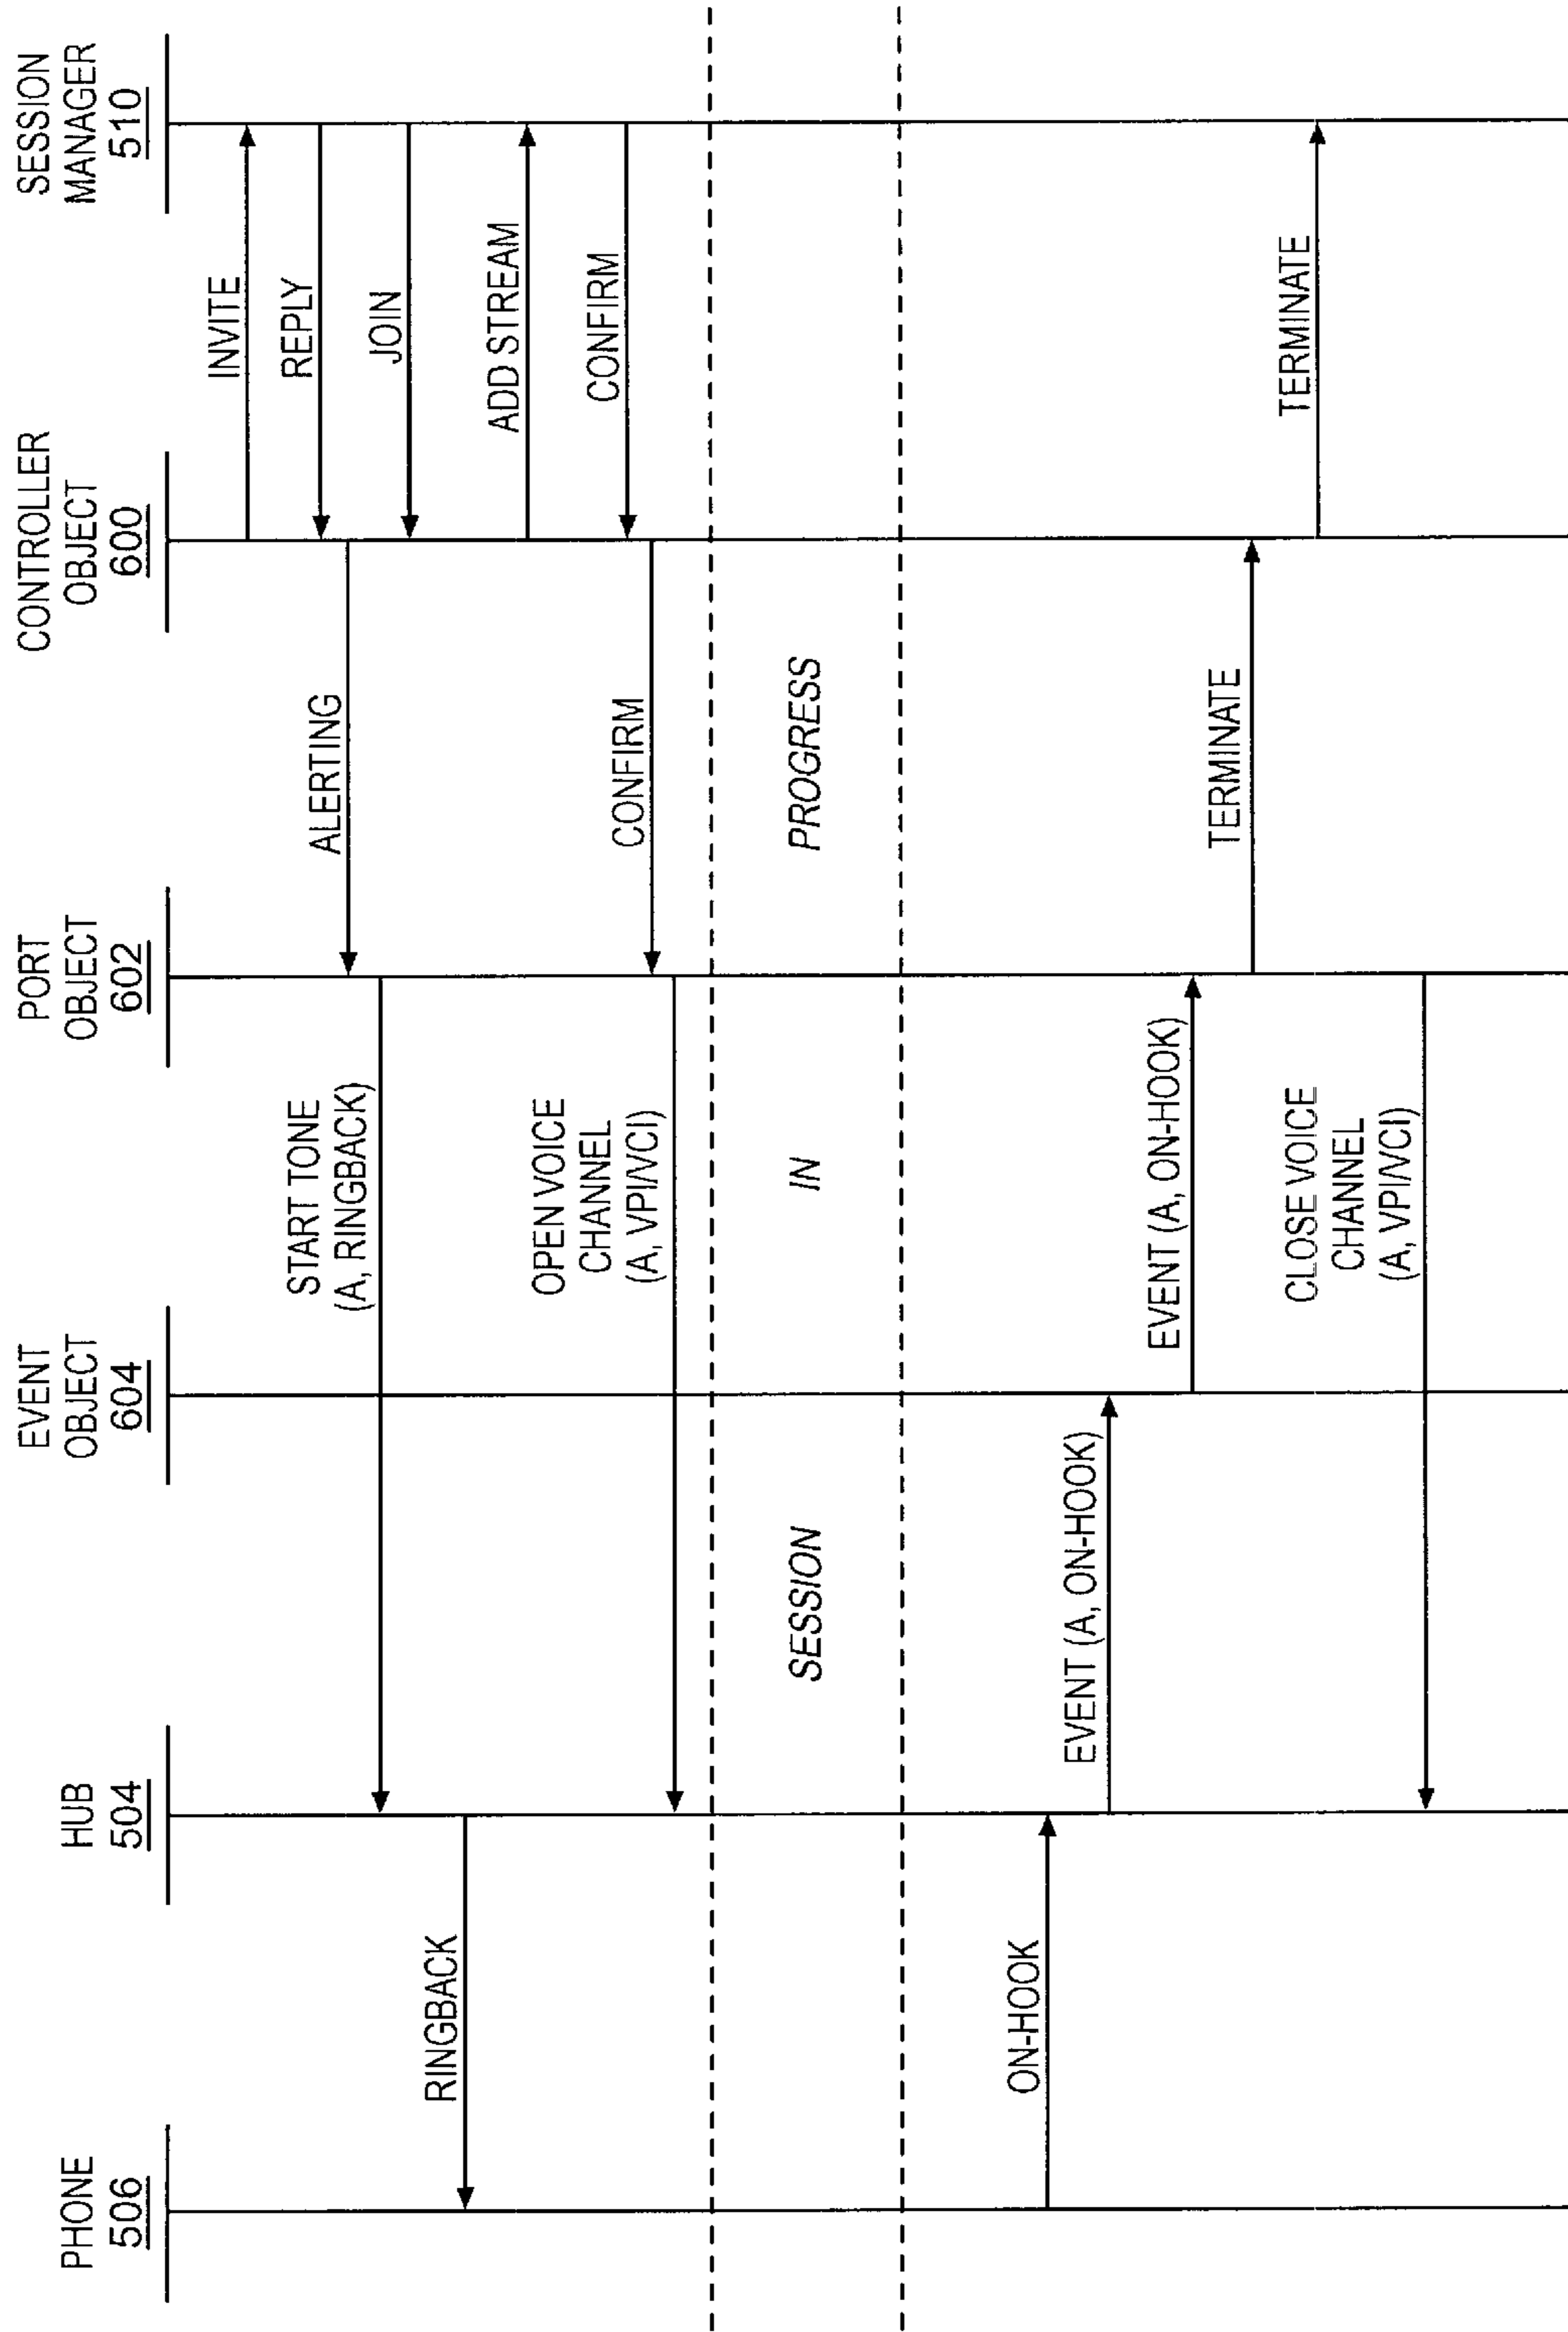 PHONE
506
HUB
504
EVENT
OBJECT
604
PORT
OBJECT
602
CONTROLLER
OBJECT
600
SESSION
MANAGER
510
INVITE
REPLY
ALERTING
START TONE
(A, RINGBACK)
JOIN
RINGBACK
ADD STREAM
CONFIRM
CONFIRM
OPEN VOICE
CHANNEL
(A, VPI/VCI)
SESSION IN PROGRESS
ON-HOOK
EVENT (A, ON-HOOK)
EVENT (A, ON-HOOK)
TERMINATE
TERMINATE
CLOSE VOICE
CHANNEL
(A, VPI/VCI)